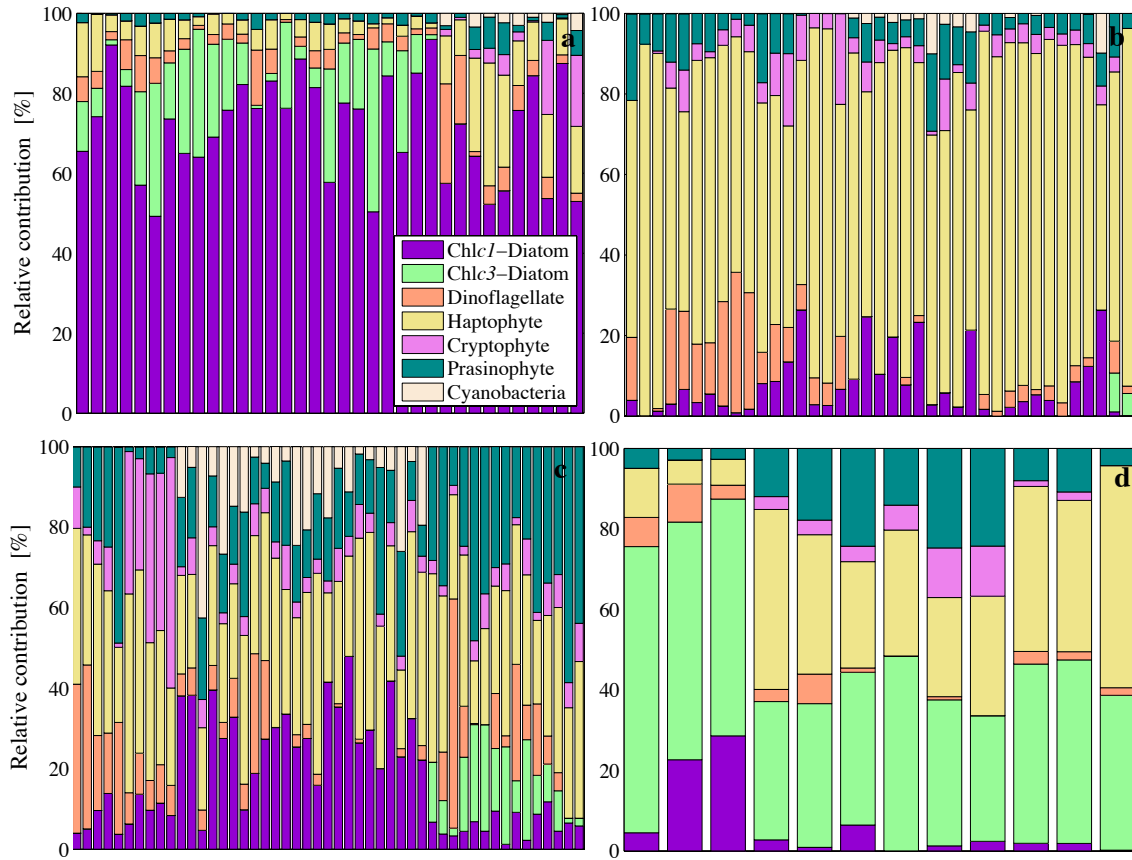 100
80
60
40
20
0
Relative contribution [%]
a
Chlc1–Diatom
Chlc3–Diatom
Dinoflagellate
Haptophyte
Cryptophyte
Prasinophyte
Cyanobacteria
100
80
60
40
20
0
b
100
80
60
40
20
0
Relative contribution [%]
c
100
80
60
40
20
0
d